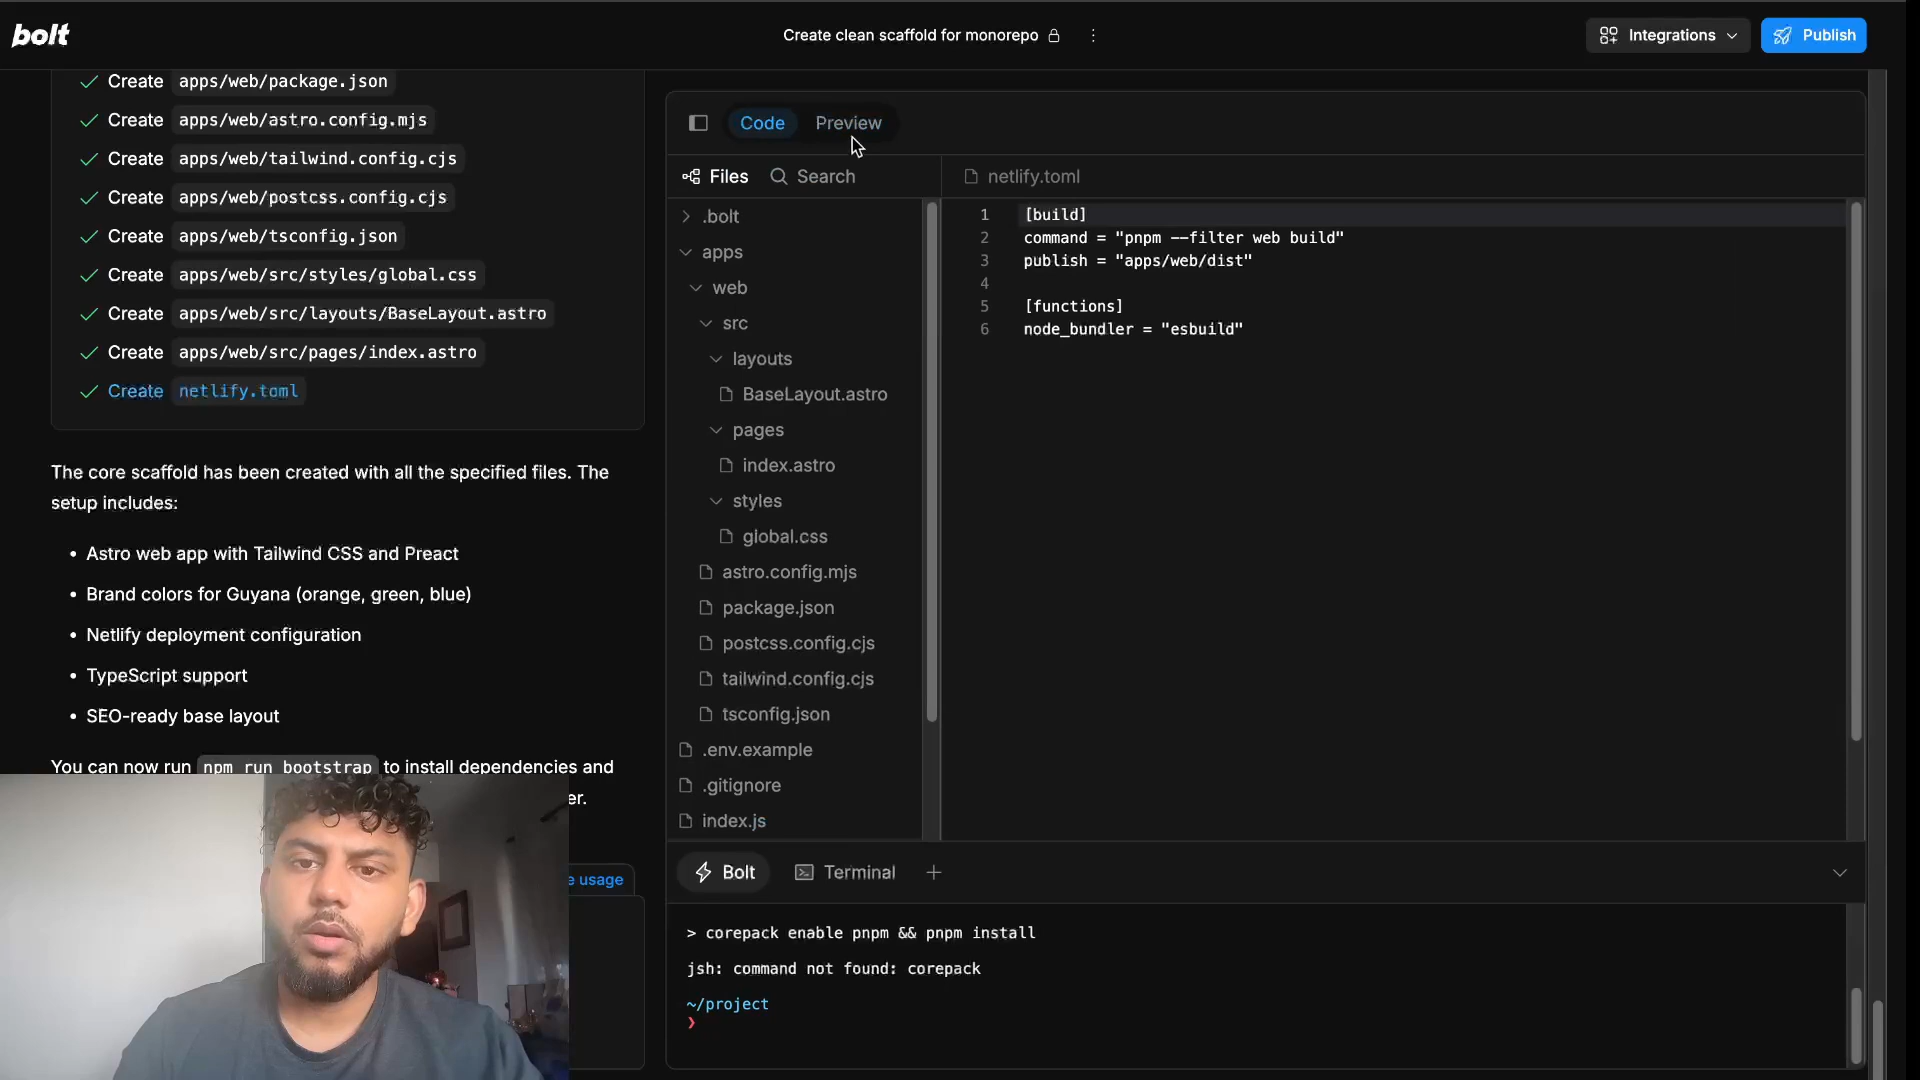 bolt
Create clean scaffold for monorepo
Integrations
Publish
Create apps/web/package.json
Create apps/web/astro.config.mjs
Create apps/web/tailwind.config.cjs
Create apps/web/postcss.config.cjs
Create apps/web/tsconfig.json
Create apps/web/src/styles/global.css
Create apps/web/src/layouts/BaseLayout.astro
Create apps/web/src/pages/index.astro
Create netlify.toml
The core scaffold has been created with all the specified files. The
setup includes:
• Astro web app with Tailwind CSS and Preact
• Brand colors for Guyana (orange, green, blue)
• Netlify deployment configuration
• TypeScript support
• SEO-ready base layout
You can now run npm run bootstrap to install dependencies and
er.
e usage
Code Preview
Files Search
.bolt
apps
web
src
layouts
BaseLayout.astro
pages
index.astro
styles
global.css
astro.config.mjs
package.json
postcss.config.cjs
tailwind.config.cjs
tsconfig.json
.env.example
.gitignore
index.js
netlify.toml
1 [build]
2 command = "pnpm --filter web build"
3 publish = "apps/web/dist"
4
5 [functions]
6 node_bundler = "esbuild"
Bolt Terminal +
> corepack enable pnpm && pnpm install
jsh: command not found: corepack
~/project
❯